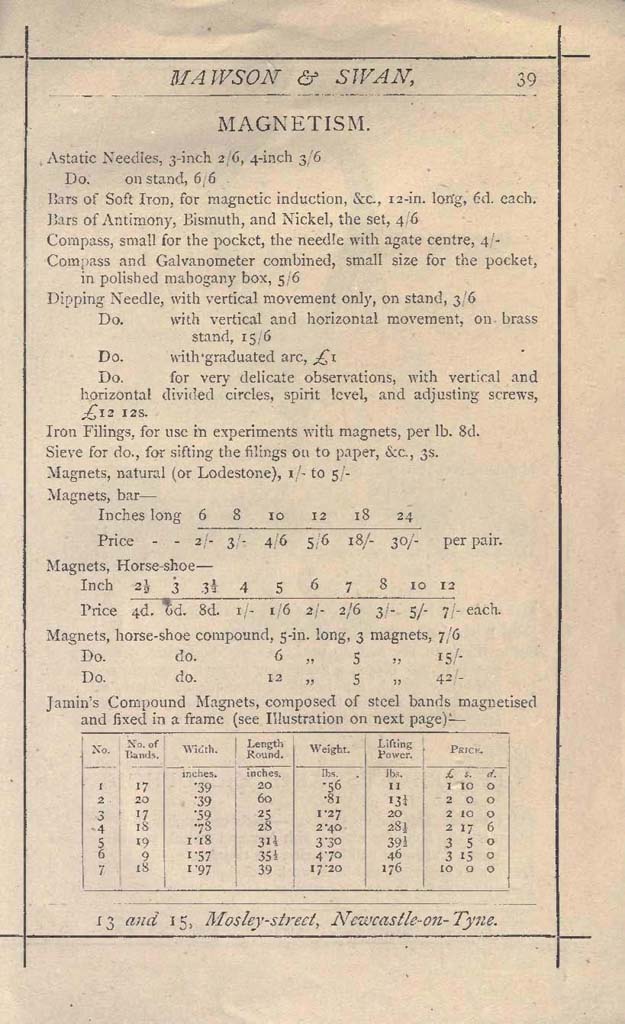 MAWSON & SWAN, 39
MAGNETISM.
Astatic Needles, 3-inch 2/6, 4-inch 3/6
Do. on stand, 6/6
Bars of Soft Iron, for magnetic induction, &c., 12-in. long, 6d. each.
Bars of Antimony, Bismuth, and Nickel, the set, 4/6
Compass, small for the pocket, the needle with agate centre, 4/-
Compass and Galvanometer combined, small size for the pocket,
in polished mahogany box, 5/6
Dipping Needle, with vertical movement only, on stand, 3/6
Do. with vertical and horizontal movement, on brass
stand, 15/6
Do. with graduated arc, £1
Do. for very delicate observations, with vertical and
horizontal divided circles, spirit level, and adjusting screws,
£12 12s.
Iron Filings, for use in experiments with magnets, per lb. 8d.
Sieve for do., for sifting the filings on to paper, &c., 3s.
Magnets, natural (or Lodestone), 1/- to 5/-
Magnets, bar—
Inches long 6 8 10 12 18 24
Price - - 2/- 3/- 4/6 5/6 18/- 30/- per pair.
Magnets, Horse-shoe—
Inch 2½ 3 3½ 4 5 6 7 8 10 12
Price 4d. 6d. 8d. 1/- 1/6 2/- 2/6 3/- 5/- 7/- each.
Magnets, horse-shoe compound, 5-in. long, 3 magnets, 7/6
Do. do. 6 ,, 5 ,, 15/-
Do. do. 12 ,, 5 ,, 42/-
Jamin's Compound Magnets, composed of steel bands magnetised
and fixed in a frame (see Illustration on next page)—
No. No. of Bands. Width. Length Round. Weight. Lifting Power. PRICE.
inches. inches. lbs. lbs. £ s. d.
1 17 ·39 20 ·56 11 1 10 0
2 20 ·39 60 ·81 13¼ 2 0 0
3 17 ·59 25 1·27 20 2 10 0
4 18 ·78 28 2·40 28½ 2 17 6
5 19 1·18 31½ 3·30 39½ 3 5 0
6 9 1·57 35½ 4·70 46 3 15 0
7 18 1·97 39 17·20 176 10 0 0
13 and 15, Mosley-street, Newcastle-on-Tyne.